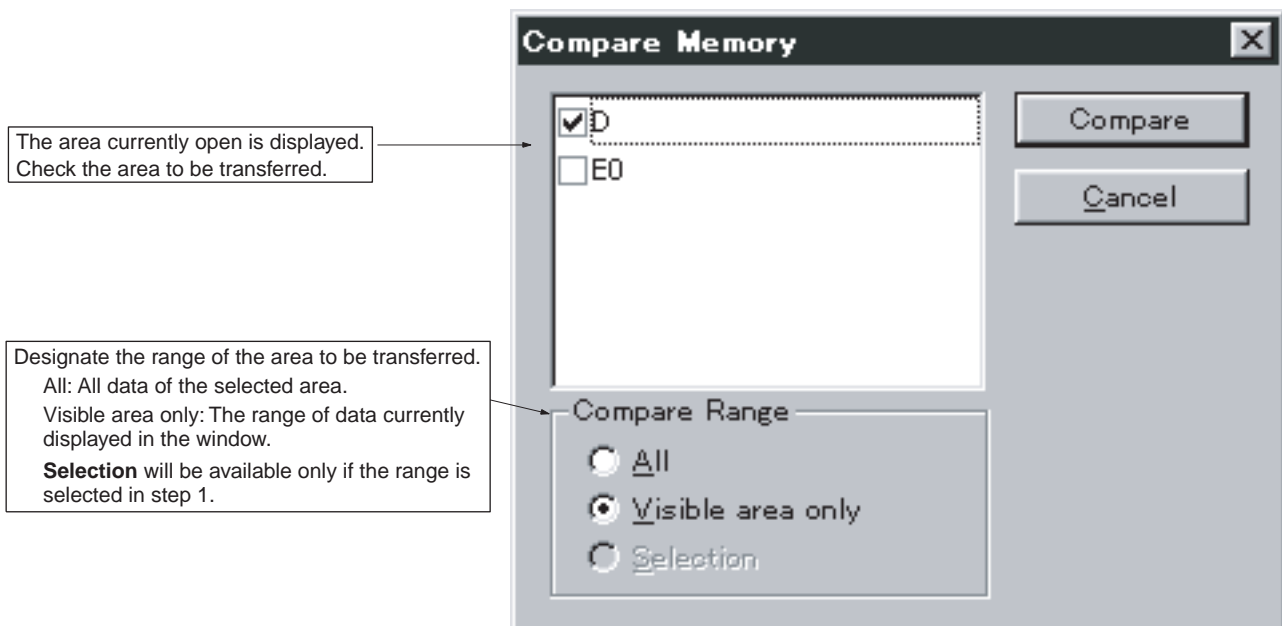 Compare Memory
The area currently open is displayed.
Check the area to be transferred.
D
E0
Compare
Cancel
Designate the range of the area to be transferred.
All: All data of the selected area.
Visible area only: The range of data currently
displayed in the window.
Selection will be available only if the range is
selected in step 1.
Compare Range
All
Visible area only
Selection